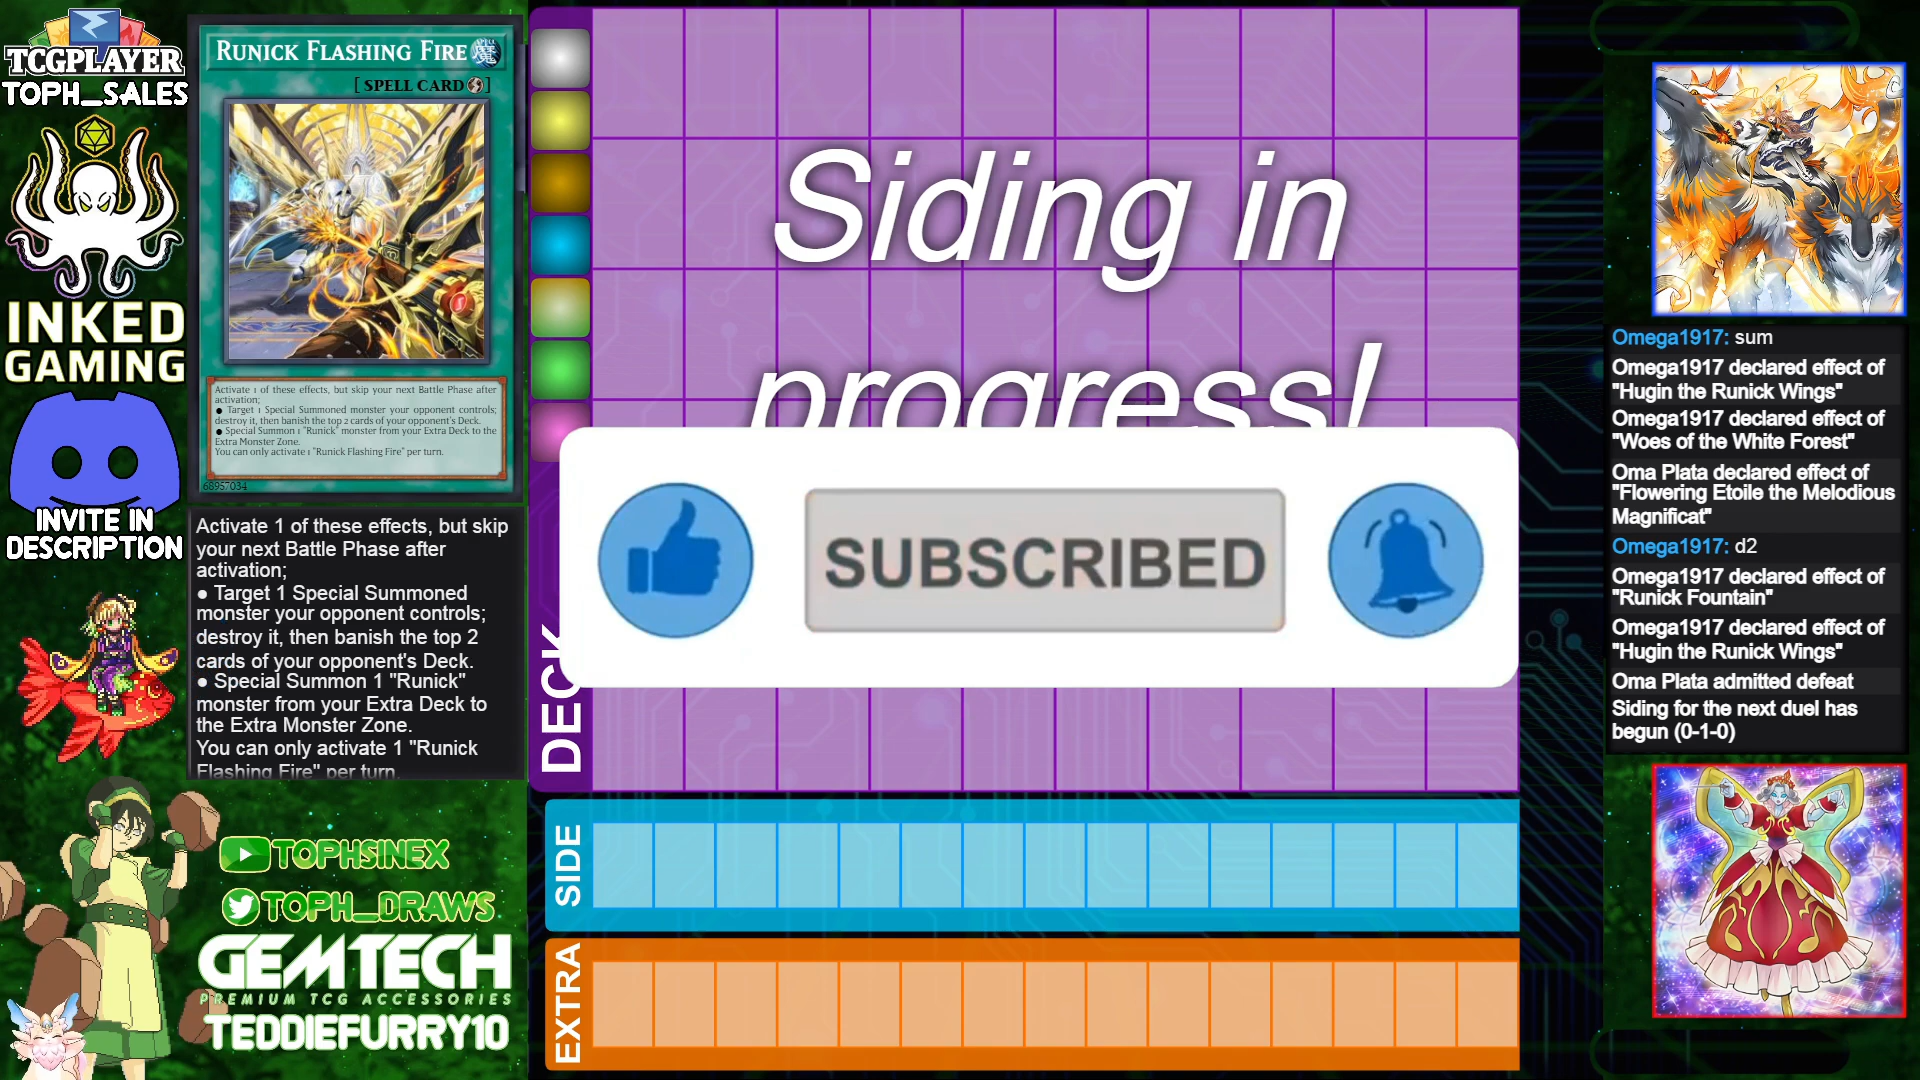 TCGPLAYER
TOPH_SALES
INKED
GAMING
INVITE IN
DESCRIPTION
RUNICK FLASHING FIRE
[ SPELL CARD ]
Activate 1 of these effects, but skip your next Battle Phase after
activation;
● Target 1 Special Summoned monster your opponent controls;
destroy it, then banish the top 2 cards of your opponent's Deck.
● Special Summon 1 "Runick" monster from your Extra Deck to the
Extra Monster Zone.
You can only activate 1 "Runick Flashing Fire" per turn.
68957034
Activate 1 of these effects, but skip
your next Battle Phase after
activation;
● Target 1 Special Summoned
monster your opponent controls;
destroy it, then banish the top 2
cards of your opponent's Deck.
● Special Summon 1 "Runick"
monster from your Extra Deck to
the Extra Monster Zone.
You can only activate 1 "Runick
Flashing Fire" per turn.
TOPHSINEX
TOPH_DRAWS
GEMTECH
PREMIUM TCG ACCESSORIES
TEDDIEFURRY10
Siding in
progress!
SUBSCRIBED
DECK
SIDE
EXTRA
Omega1917: sum
Omega1917 declared effect of
"Hugin the Runick Wings"
Omega1917 declared effect of
"Woes of the White Forest"
Oma Plata declared effect of
"Flowering Etoile the Melodious
Magnificat"
Omega1917: d2
Omega1917 declared effect of
"Runick Fountain"
Omega1917 declared effect of
"Hugin the Runick Wings"
Oma Plata admitted defeat
Siding for the next duel has
begun (0-1-0)